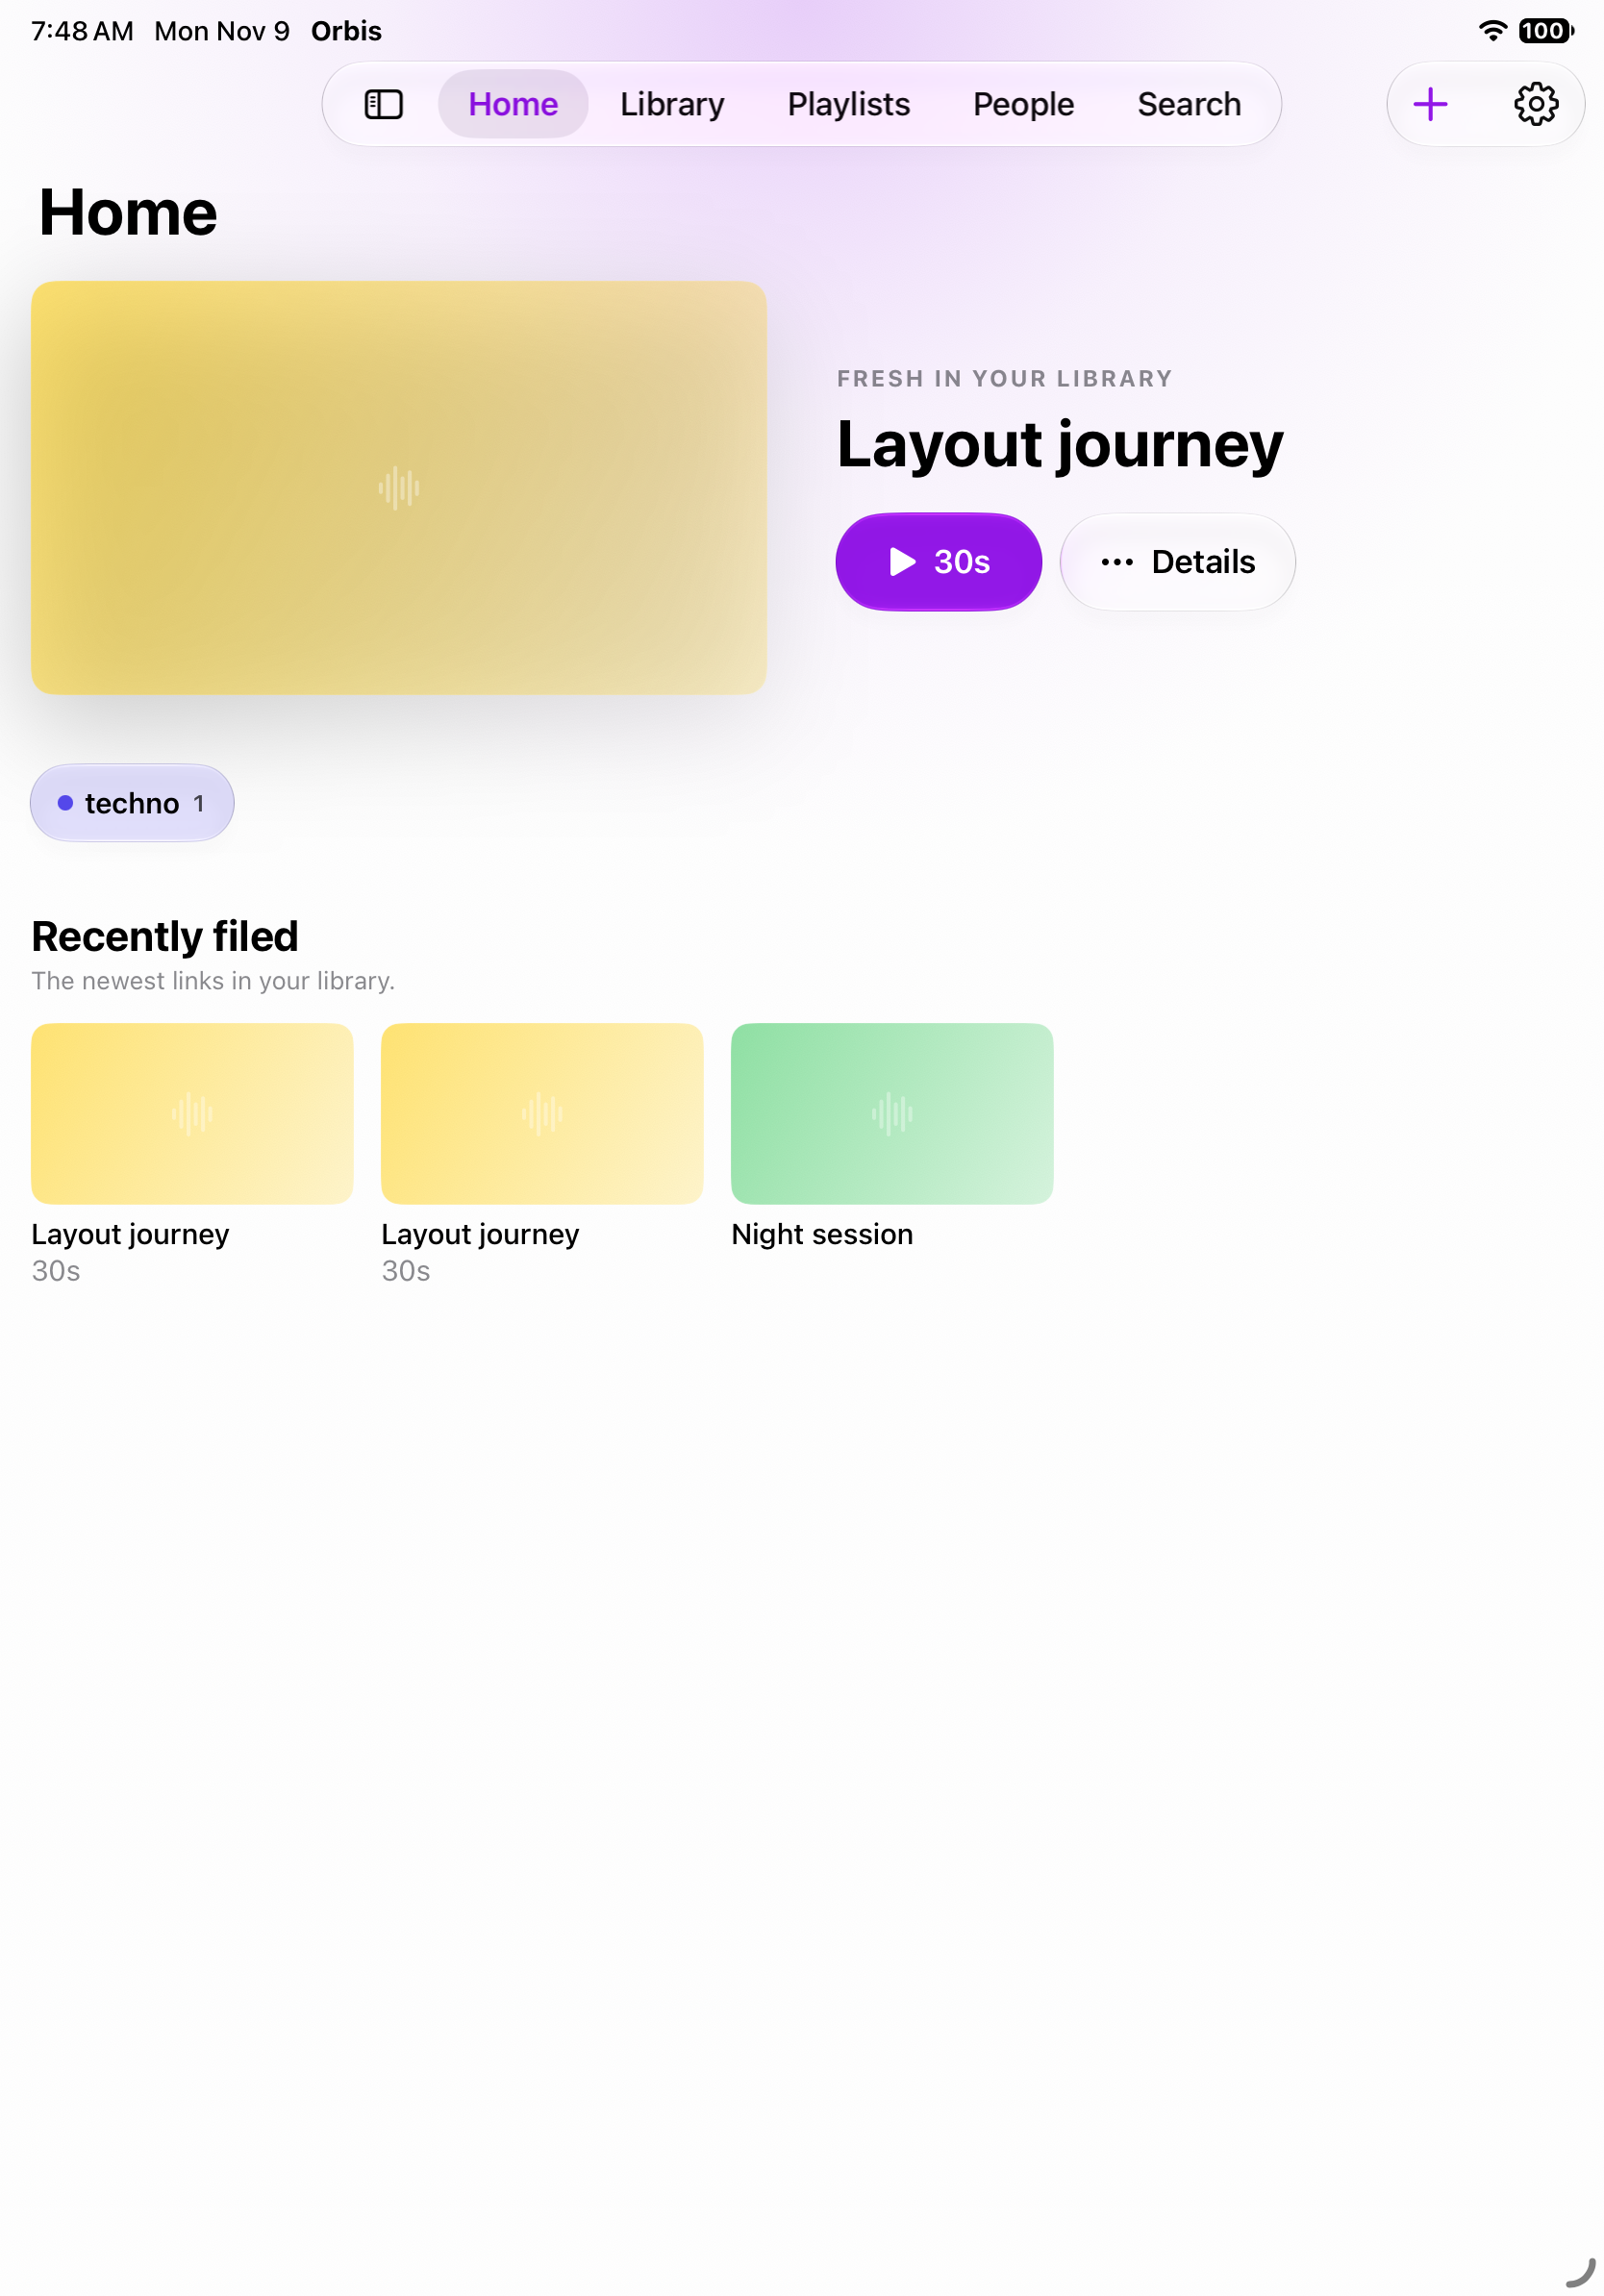 7:48 AM Mon Nov 9 Orbis
100
Home Library Playlists People Search
Home
FRESH IN YOUR LIBRARY
Layout journey
30s
Details
techno 1
Recently filed
The newest links in your library.
Layout journey
30s
Layout journey
30s
Night session